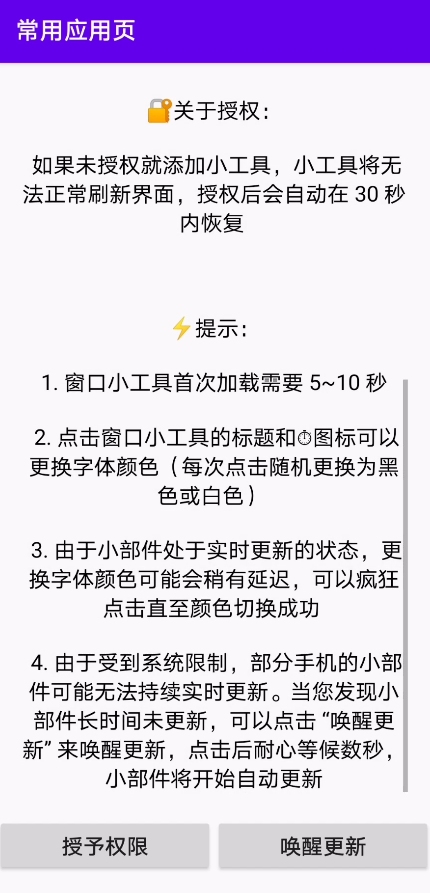 常用应用页
🔐关于授权：
如果未授权就添加小工具，小工具将无
法正常刷新界面，授权后会自动在 30 秒
内恢复
⚡提示：
1. 窗口小工具首次加载需要 5~10 秒
2. 点击窗口小工具的标题和⏱图标可以
更换字体颜色（每次点击随机更换为黑
色或白色）
3. 由于小部件处于实时更新的状态，更
换字体颜色可能会稍有延迟，可以疯狂
点击直至颜色切换成功
4. 由于受到系统限制，部分手机的小部
件可能无法持续实时更新。当您发现小
部件长时间未更新，可以点击 “唤醒更
新” 来唤醒更新，点击后耐心等候数秒，
小部件将开始自动更新
授予权限
唤醒更新